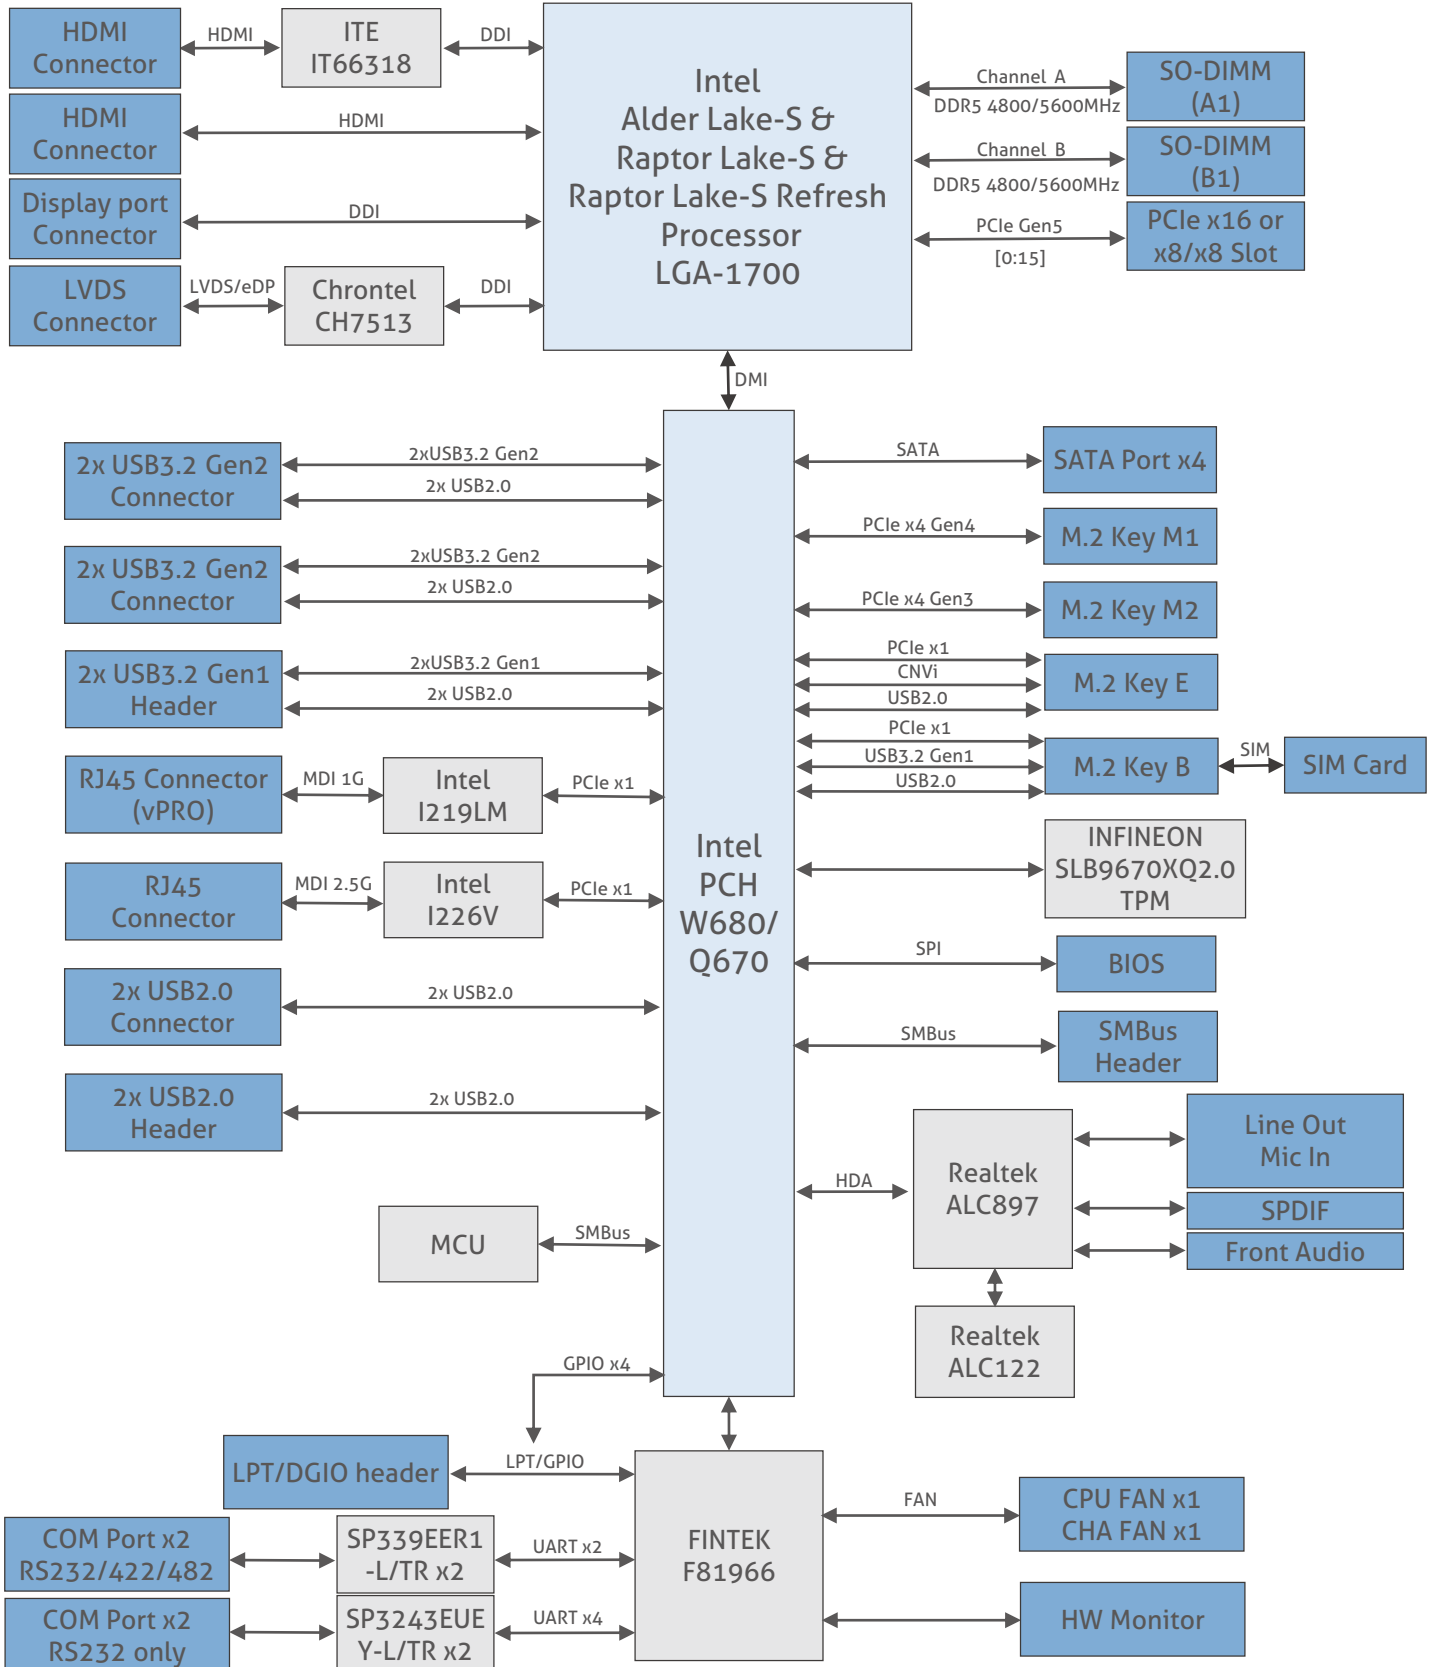 HDMI
Connector
HDMI
ITE
IT66318
DDI
HDMI
Connector
HDMI
Display port
Connector
DDI
LVDS
Connector
LVDS/eDP
Chrontel
CH7513
DDI
Intel
Alder Lake-S &
Raptor Lake-S &
Raptor Lake-S Refresh
Processor
LGA-1700
Channel A
DDR5 4800/5600MHz
SO-DIMM
(A1)
Channel B
DDR5 4800/5600MHz
SO-DIMM
(B1)
PCIe Gen5
[0:15]
PCIe x16 or
x8/x8 Slot
DMI
2x USB3.2 Gen2
Connector
2xUSB3.2 Gen2
2x USB2.0
2x USB3.2 Gen2
Connector
2xUSB3.2 Gen2
2x USB2.0
2x USB3.2 Gen1
Header
2xUSB3.2 Gen1
2x USB2.0
RJ45 Connector
(vPRO)
MDI 1G
Intel
I219LM
PCIe x1
RJ45
Connector
MDI 2.5G
Intel
I226V
PCIe x1
2x USB2.0
Connector
2x USB2.0
2x USB2.0
Header
2x USB2.0
MCU
SMBus
Intel
PCH
W680/
Q670
SATA
SATA Port x4
PCIe x4 Gen4
M.2 Key M1
PCIe x4 Gen3
M.2 Key M2
PCIe x1
CNVi
USB2.0
M.2 Key E
PCIe x1
USB3.2 Gen1
USB2.0
M.2 Key B
SIM
SIM Card
INFINEON
SLB9670XQ2.0
TPM
SPI
BIOS
SMBus
SMBus
Header
HDA
Realtek
ALC897
Line Out
Mic In
SPDIF
Front Audio
Realtek
ALC122
GPIO x4
LPT/DGIO header
LPT/GPIO
COM Port x2
RS232/422/482
SP339EER1
-L/TR x2
UART x2
COM Port x2
RS232 only
SP3243EUE
Y-L/TR x2
UART x4
FINTEK
F81966
FAN
CPU FAN x1
CHA FAN x1
HW Monitor